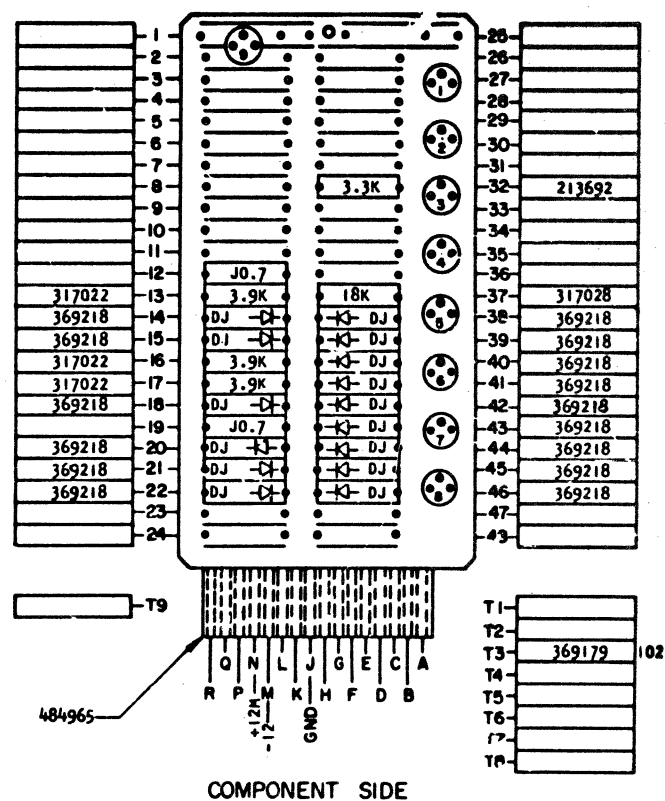 1 25
2 26
3 27
4 28
5 29
6 30
7 31
8 3.3K 32 213692
9 33
10 34
11 35
12 J0.7 36
317022 13 3.9K 18K 37 317028
369218 14 DJ DJ 38 369218
369218 15 DJ DJ 39 369218
317022 16 3.9K DJ 40 369218
317022 17 3.9K DJ 41 369218
369218 18 DJ DJ 42 369218
19 J0.7 DJ 43 369218
369218 20 DJ DJ 44 369218
369218 21 DJ DJ 45 369218
369218 22 DJ DJ 46 369218
23 47
24 43
1
2
3
4
5
6
7
8
T9
T1
T2
T3 369179 102
T4
T5
T6
T8
Q N L J G E C A
R P M K H F D B
+12M
-12
GND
484965
COMPONENT SIDE